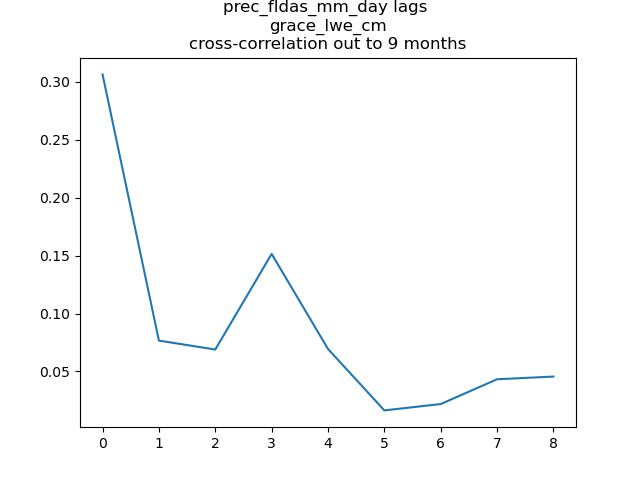 prec_fldas_mm_day lags
grace_lwe_cm
cross-correlation out to 9 months
0.30
0.25
0.20
0.15
0.10
0.05
0 1 2 3 4 5 6 7 8